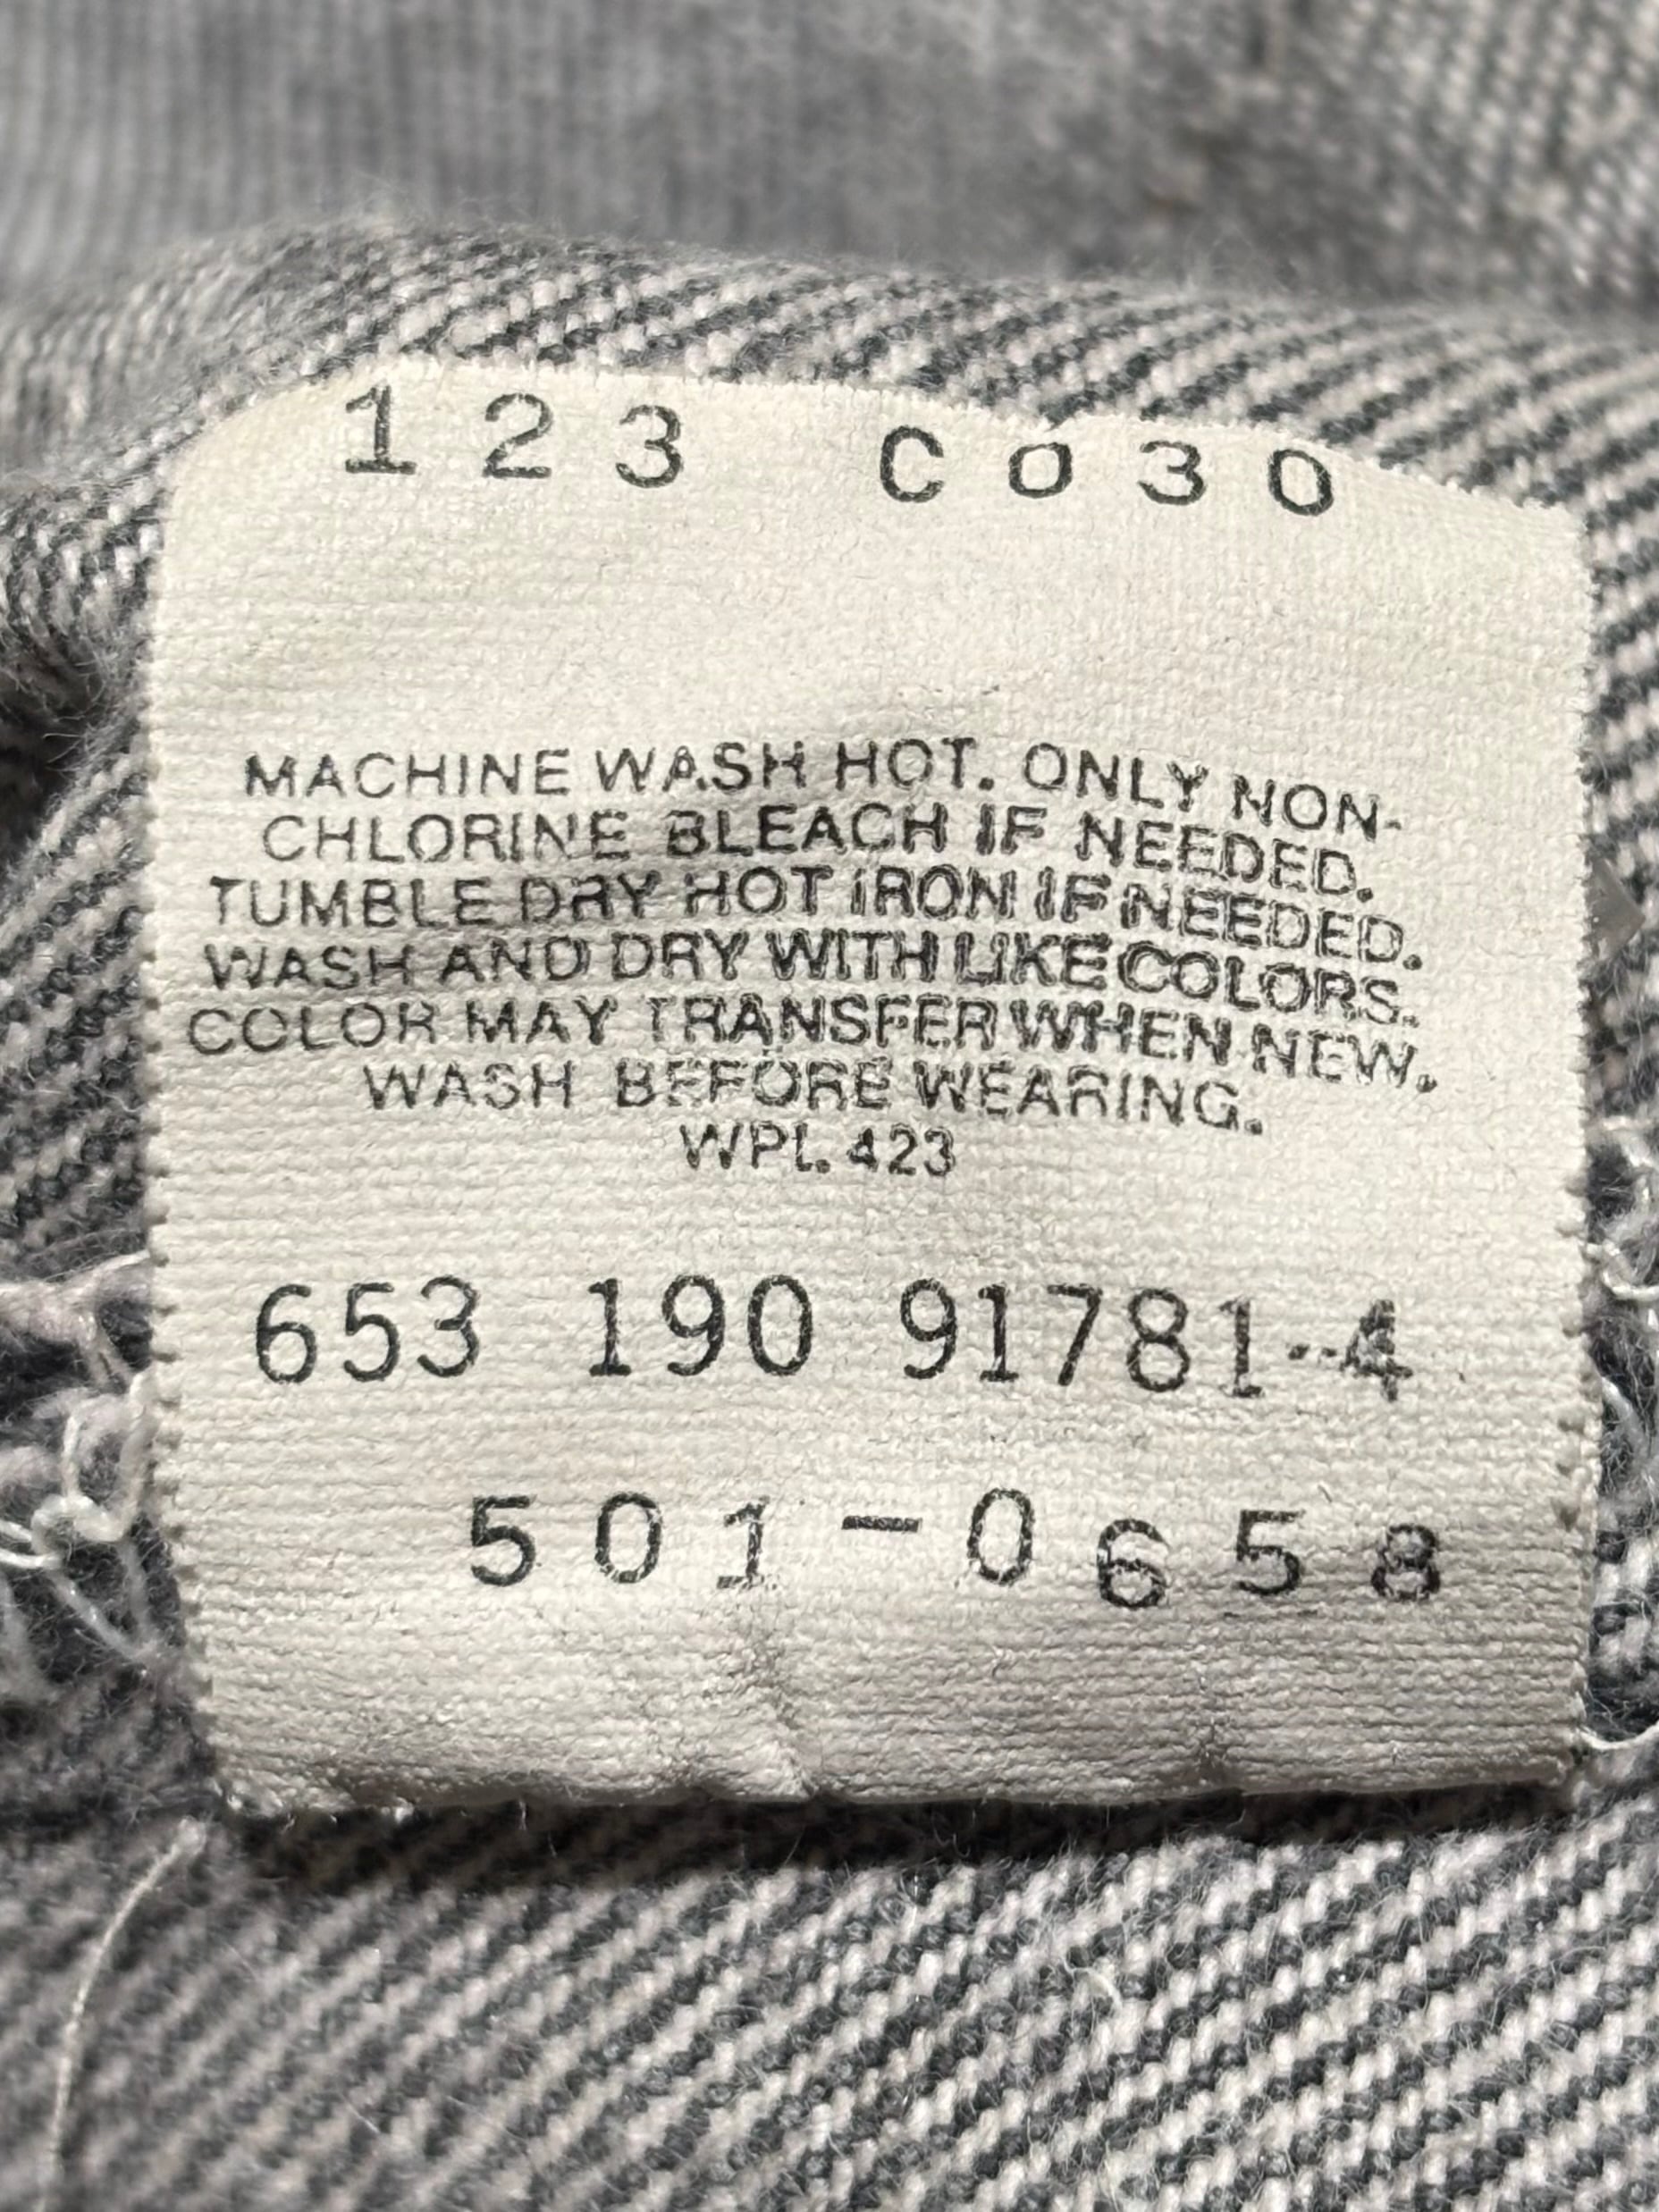 123 C030
MACHINE WASH HOT. ONLY NON-
CHLORINE BLEACH IF NEEDED.
TUMBLE DRY HOT IRON IF NEEDED.
WASH AND DRY WITH LIKE COLORS.
COLOR MAY TRANSFER WHEN NEW.
WASH BEFORE WEARING.
WPL 423
653 190 91781-4
501-0658